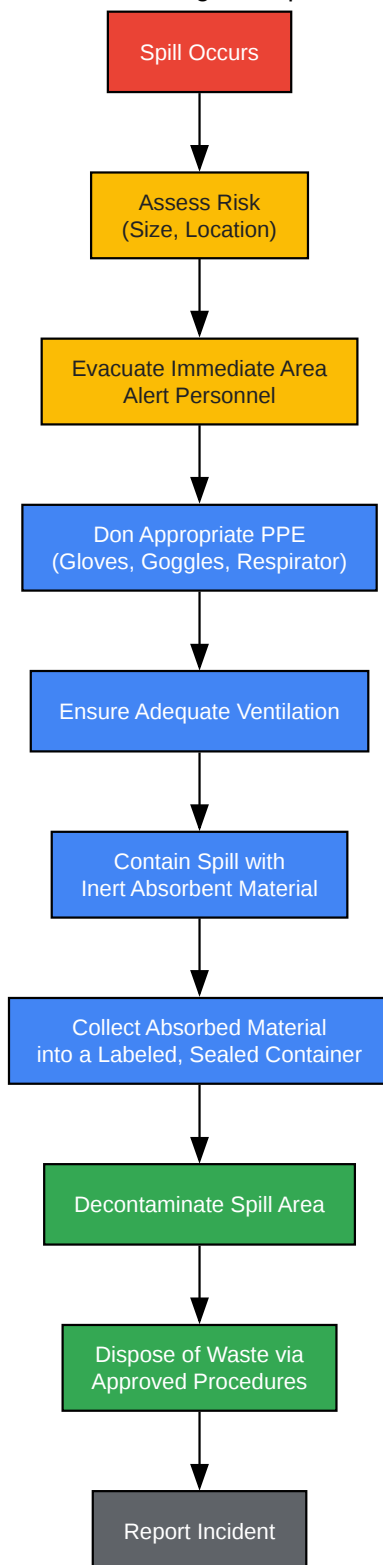 Spill Occurs
Assess Risk
(Size, Location)
Evacuate Immediate Area
Alert Personnel
Don Appropriate PPE
(Gloves, Goggles, Respirator)
Ensure Adequate Ventilation
Contain Spill with
Inert Absorbent Material
Collect Absorbed Material
into a Labeled, Sealed Container
Decontaminate Spill Area
Dispose of Waste via
Approved Procedures
Report Incident